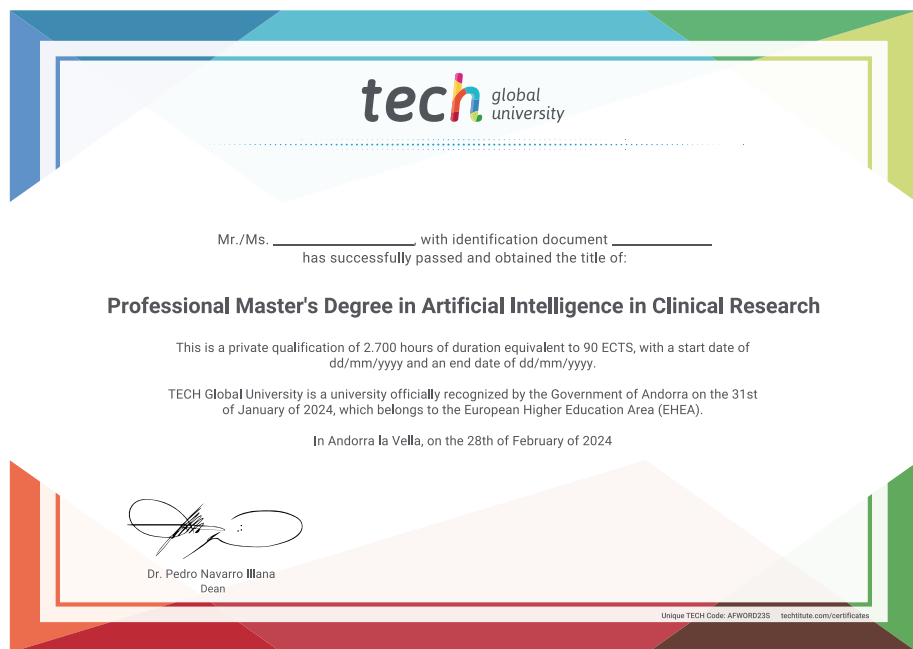 tech global
university
Mr./Ms. ____________, with identification document ____________
has successfully passed and obtained the title of:
Professional Master's Degree in Artificial Intelligence in Clinical Research
This is a private qualification of 2.700 hours of duration equivalent to 90 ECTS, with a start date of
dd/mm/yyyy and an end date of dd/mm/yyyy.
TECH Global University is a university officially recognized by the Government of Andorra on the 31st
of January of 2024, which belongs to the European Higher Education Area (EHEA).
In Andorra la Vella, on the 28th of February of 2024
Dr. Pedro Navarro Illana
Dean
Unique TECH Code: AFWORD23S techtitute.com/certificates